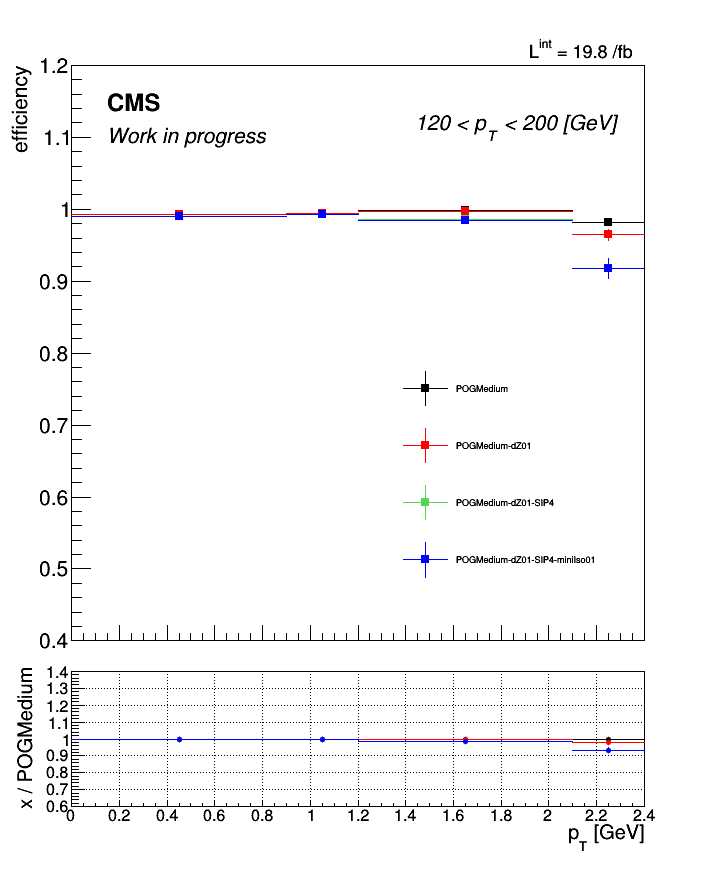 L^int = 19.8 /fb
efficiency
CMS
Work in progress
120 < p_T < 200 [GeV]
1.2
1.1
1
0.9
0.8
0.7
0.6
0.5
0.4
POGMedium
POGMedium-dZ01
POGMedium-dZ01-SIP4
POGMedium-dZ01-SIP4-miniIso01
x / POGMedium
1.4
1.3
1.2
1.1
1
0.9
0.8
0.7
0.6
0 0.2 0.4 0.6 0.8 1 1.2 1.4 1.6 1.8 2 2.2 2.4
p_T [GeV]